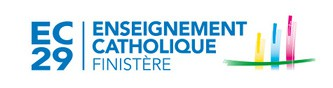 EC
29
ENSEIGNEMENT
CATHOLIQUE
FINISTÈRE